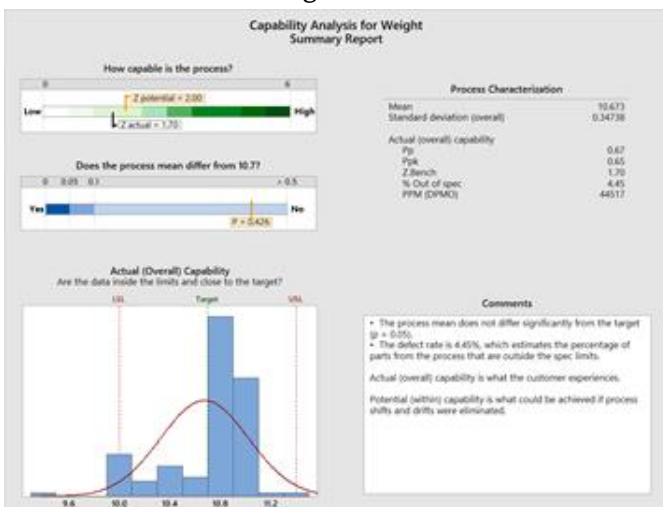 Capability Analysis for Weight
Summary Report
How capable is the process?
0 6
Low High
Z potential = 2.00
Z actual = 1.70
Does the process mean differ from 10.7?
0 0.05 0.1 > 0.5
Yes No
P = 0.426
Process Characterization
Mean 10.673
Standard deviation (overall) 0.34738
Actual (overall) capability
Pp 0.67
Ppk 0.65
Z.Bench 1.70
% Out of spec 4.45
PPM (DPMO) 44517
Actual (Overall) Capability
Are the data inside the limits and close to the target?
LSL Target USL
9.6 10.0 10.4 10.8 11.2
Comments
• The process mean does not differ significantly from the target
(p > 0.05).
• The defect rate is 4.45%, which estimates the percentage of
parts from the process that are outside the spec limits.
Actual (overall) capability is what the customer experiences.
Potential (within) capability is what could be achieved if process
shifts and drifts were eliminated.